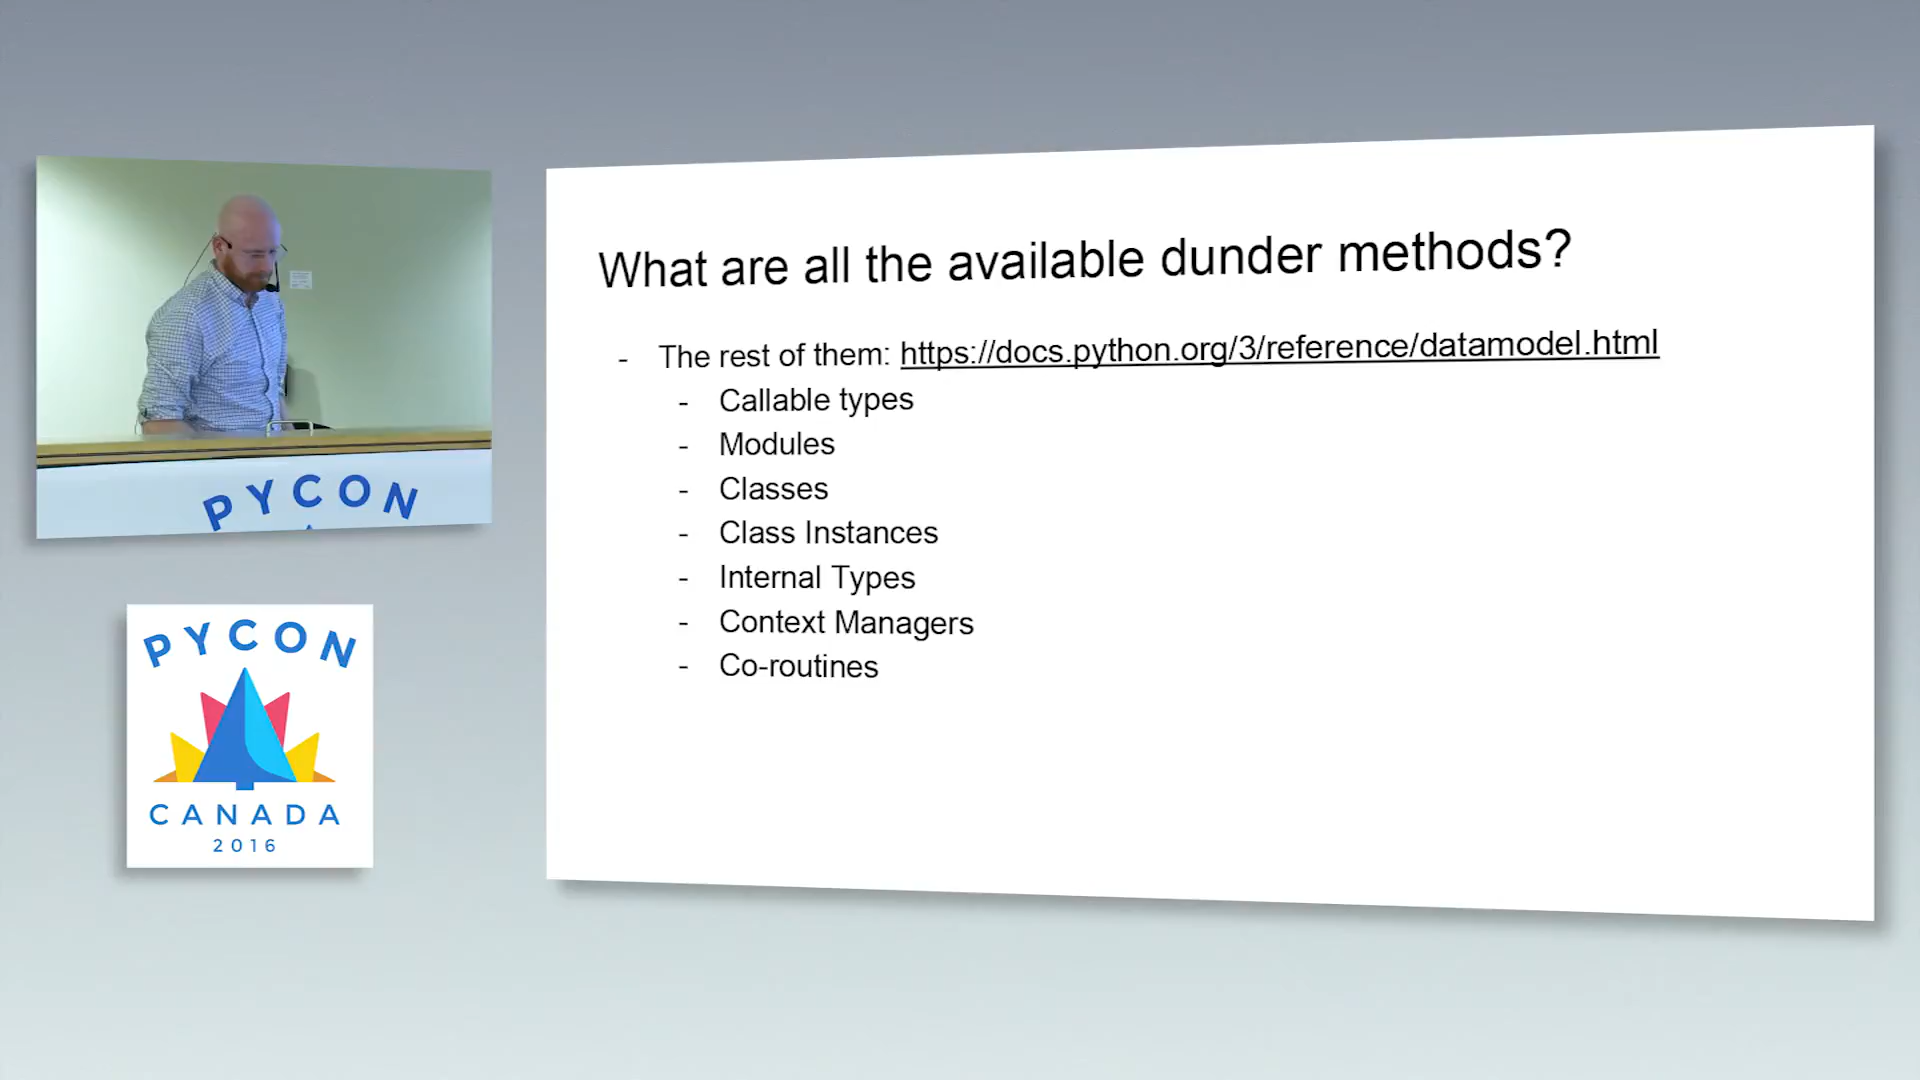 What are all the available dunder methods?
- The rest of them: https://docs.python.org/3/reference/datamodel.html
- Callable types
- Modules
- Classes
- Class Instances
- Internal Types
- Context Managers
- Co-routines
PYCON
PYCON
CANADA
2016